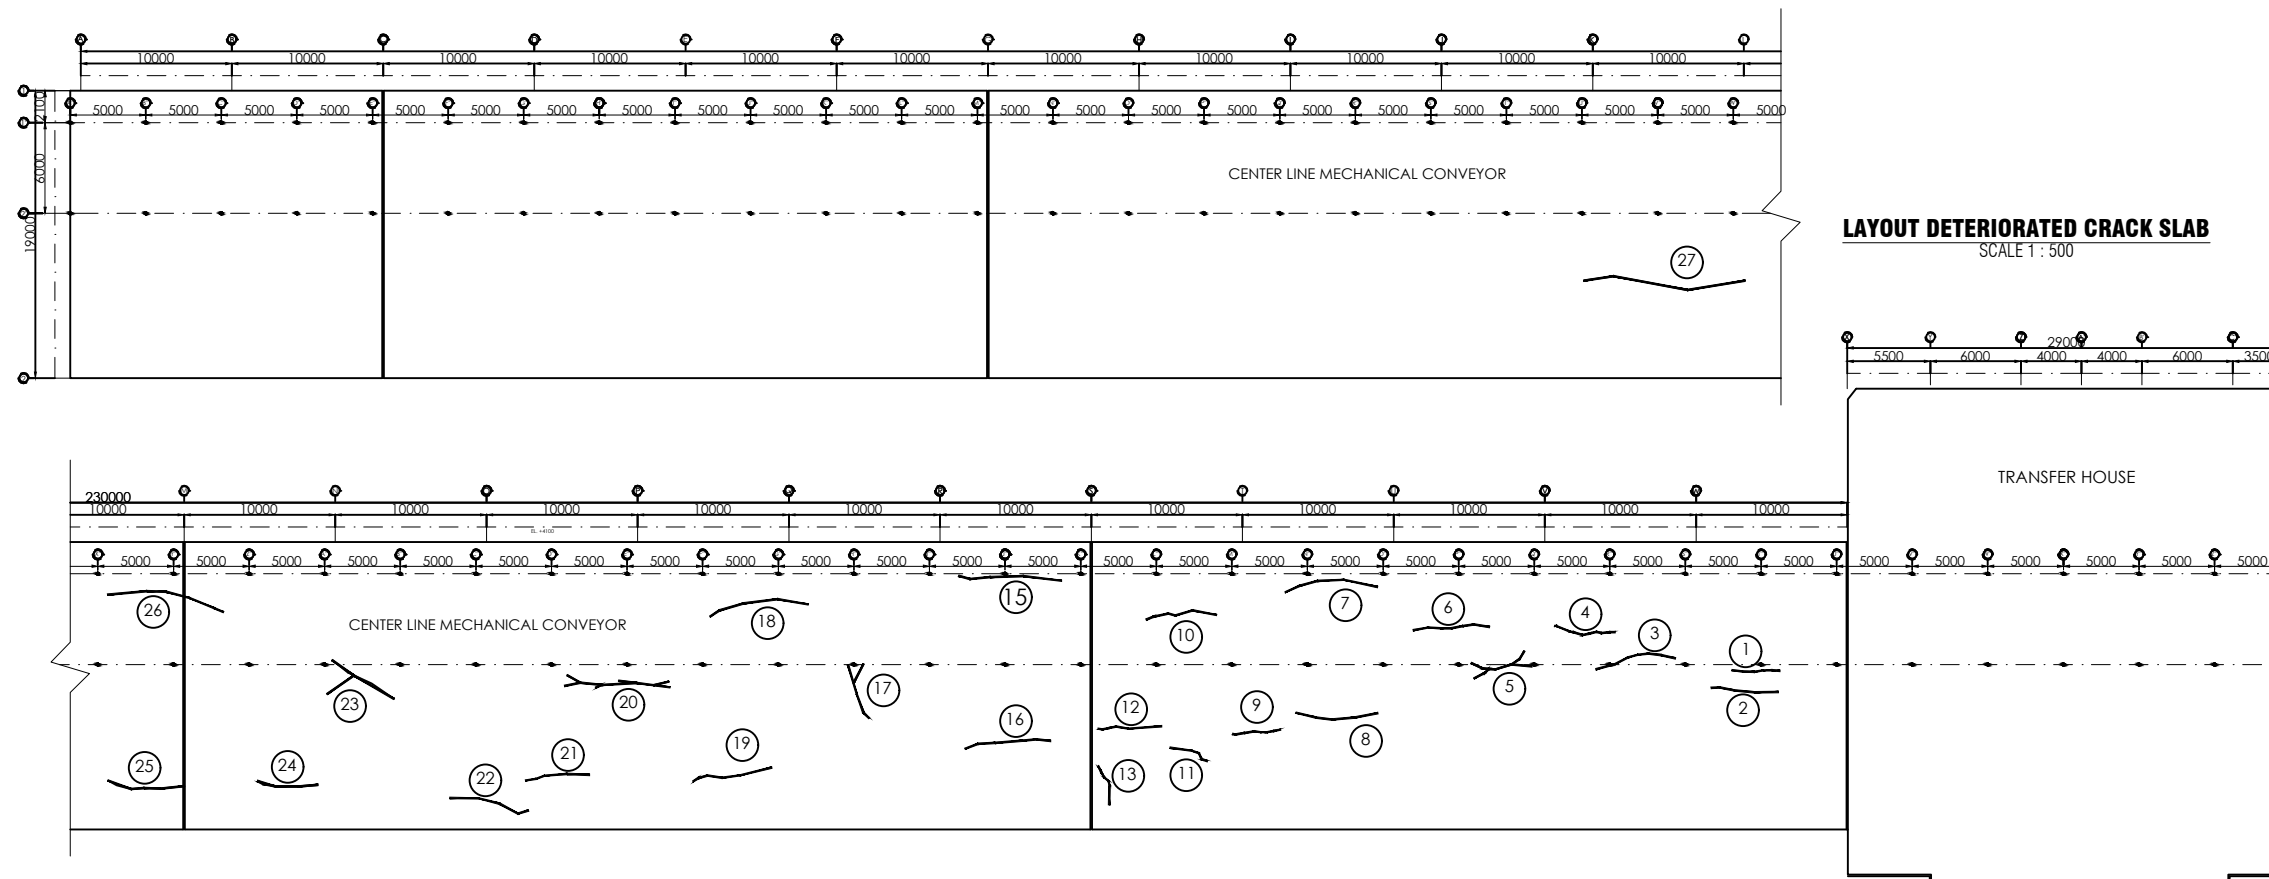 10000 10000 10000 10000 10000 10000 10000 10000 10000 10000 10000
2100
5000 5000 5000 5000 5000 5000 5000 5000 5000 5000 5000 5000 5000 5000 5000 5000 5000 5000 5000 5000 5000 5000 5000
6000
19000
CENTER LINE MECHANICAL CONVEYOR
27
LAYOUT DETERIORATED CRACK SLAB
SCALE 1 : 500
29000
5500 6000 4000 4000 6000 3500
TRANSFER HOUSE
230000
10000 10000 10000 10000 10000 10000 10000 10000 10000 10000 10000 10000
EL. +4100
5000 5000 5000 5000 5000 5000 5000 5000 5000 5000 5000 5000 5000 5000 5000 5000 5000 5000 5000 5000 5000 5000 5000 5000 5000 5000 5000 5000 5000
26 18 15 10 7 6 4 3 1
CENTER LINE MECHANICAL CONVEYOR
23 20 17 16 12 9 8 5 2
25 24 22 21 19 13 11